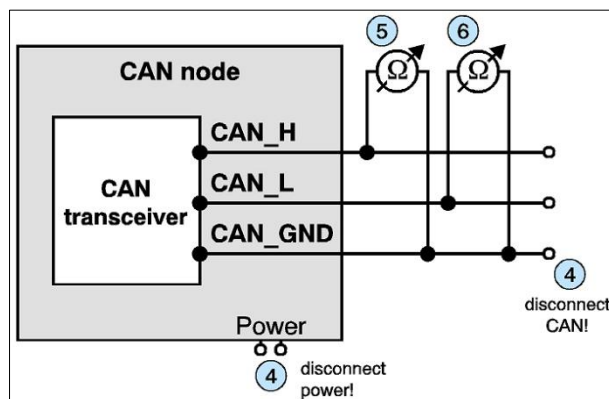 5
6
CAN node
Ω
Ω
CAN_H
CAN
transceiver
CAN_L
CAN_GND
4
disconnect
CAN!
Power
4
disconnect
power!